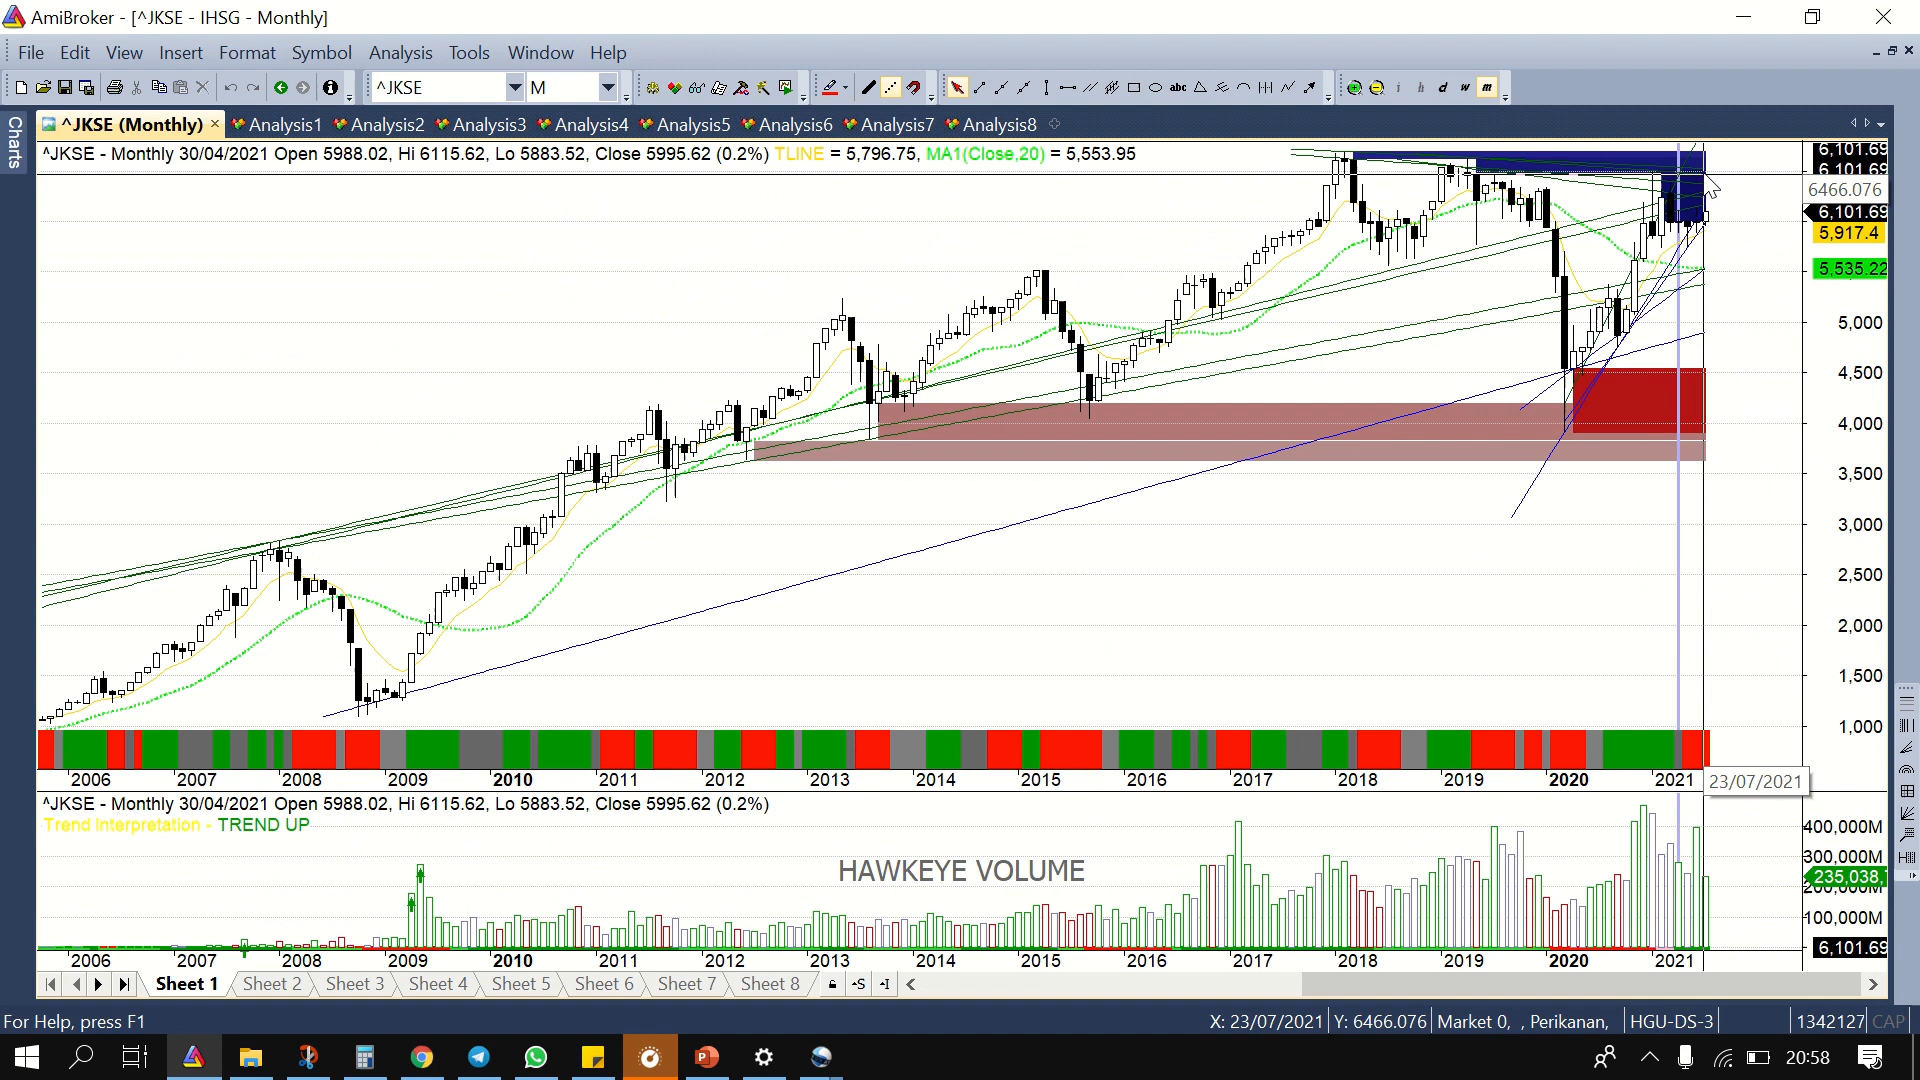 AmiBroker - [^JKSE - IHSG - Monthly]
File Edit View Insert Format Symbol Analysis Tools Window Help
^JKSE M
abc i h d w m
Charts
^JKSE (Monthly) × Analysis1 Analysis2 Analysis3 Analysis4 Analysis5 Analysis6 Analysis7 Analysis8
^JKSE - Monthly 30/04/2021 Open 5988.02, Hi 6115.62, Lo 5883.52, Close 5995.62 (0.2%) TLINE = 5,796.75, MA1(Close,20) = 5,553.95
6,101.69
6,101.69
6466.076
6,101.69
5,917.4
5,535.22
5,000
4,500
4,000
3,500
3,000
2,500
2,000
1,500
1,000
2006 2007 2008 2009 2010 2011 2012 2013 2014 2015 2016 2017 2018 2019 2020 2021
23/07/2021
^JKSE - Monthly 30/04/2021 Open 5988.02, Hi 6115.62, Lo 5883.52, Close 5995.62 (0.2%)
Trend Interpretation - TREND UP
HAWKEYE VOLUME
400,000M
300,000M
235,038,
200,000M
100,000M
6,101.69
2006 2007 2008 2009 2010 2011 2012 2013 2014 2015 2016 2017 2018 2019 2020 2021
Sheet 1 Sheet 2 Sheet 3 Sheet 4 Sheet 5 Sheet 6 Sheet 7 Sheet 8
For Help, press F1
X: 23/07/2021 Y: 6466.076 Market 0, , Perikanan, HGU-DS-3 1342127 CAP
20:58